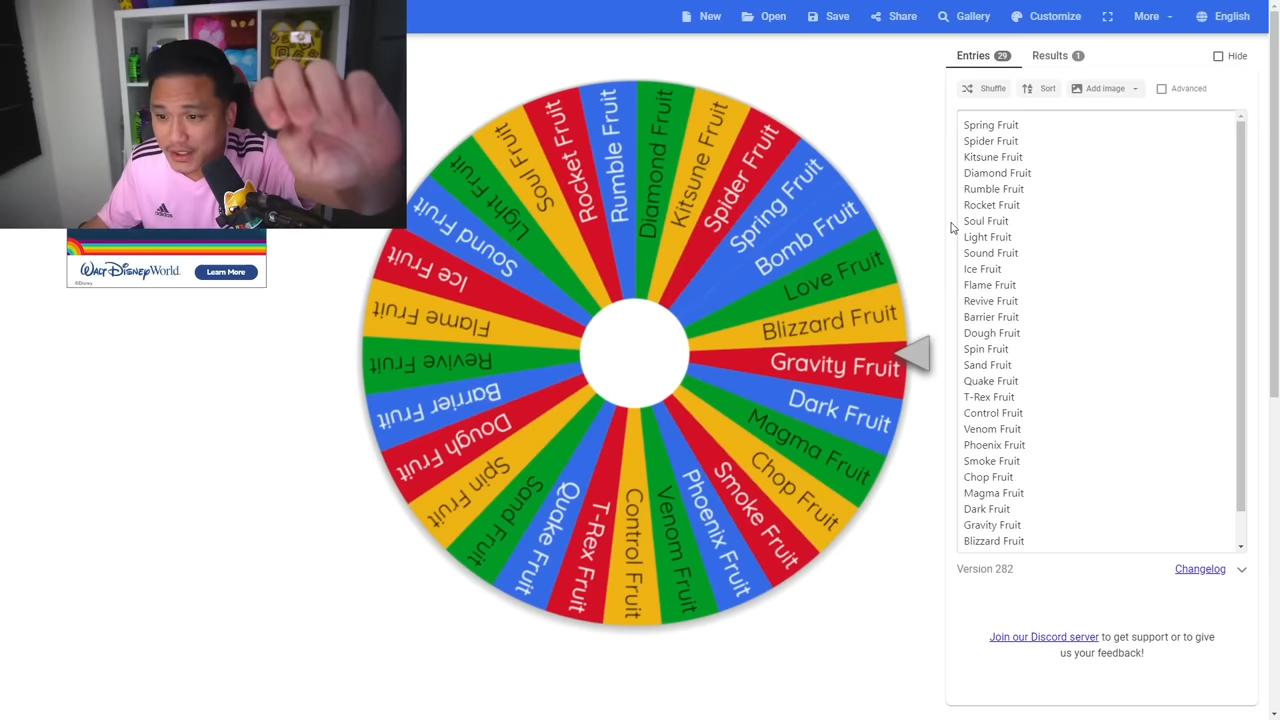 New
Open
Save
Share
Gallery
Customize
More
English
Entries 29
Results 1
Hide
Shuffle
Sort
Add image
Advanced
Spring Fruit
Spider Fruit
Kitsune Fruit
Diamond Fruit
Rumble Fruit
Rocket Fruit
Soul Fruit
Light Fruit
Sound Fruit
Ice Fruit
Flame Fruit
Revive Fruit
Barrier Fruit
Dough Fruit
Spin Fruit
Sand Fruit
Quake Fruit
T-Rex Fruit
Control Fruit
Venom Fruit
Phoenix Fruit
Smoke Fruit
Chop Fruit
Magma Fruit
Dark Fruit
Gravity Fruit
Blizzard Fruit
Version 282
Changelog
Join our Discord server to get support or to give
us your feedback!
adidas
Walt Disney World.
Learn More
©Disney
Diamond Fruit
Kitsune Fruit
Spider Fruit
Spring Fruit
Bomb Fruit
Love Fruit
Blizzard Fruit
Gravity Fruit
Dark Fruit
Magma Fruit
Chop Fruit
Smoke Fruit
Phoenix Fruit
Venom Fruit
Control Fruit
T-Rex Fruit
Quake Fruit
Sand Fruit
Spin Fruit
Dough Fruit
Barrier Fruit
Revive Fruit
Flame Fruit
Ice Fruit
Sound Fruit
Light Fruit
Soul Fruit
Rocket Fruit
Rumble Fruit